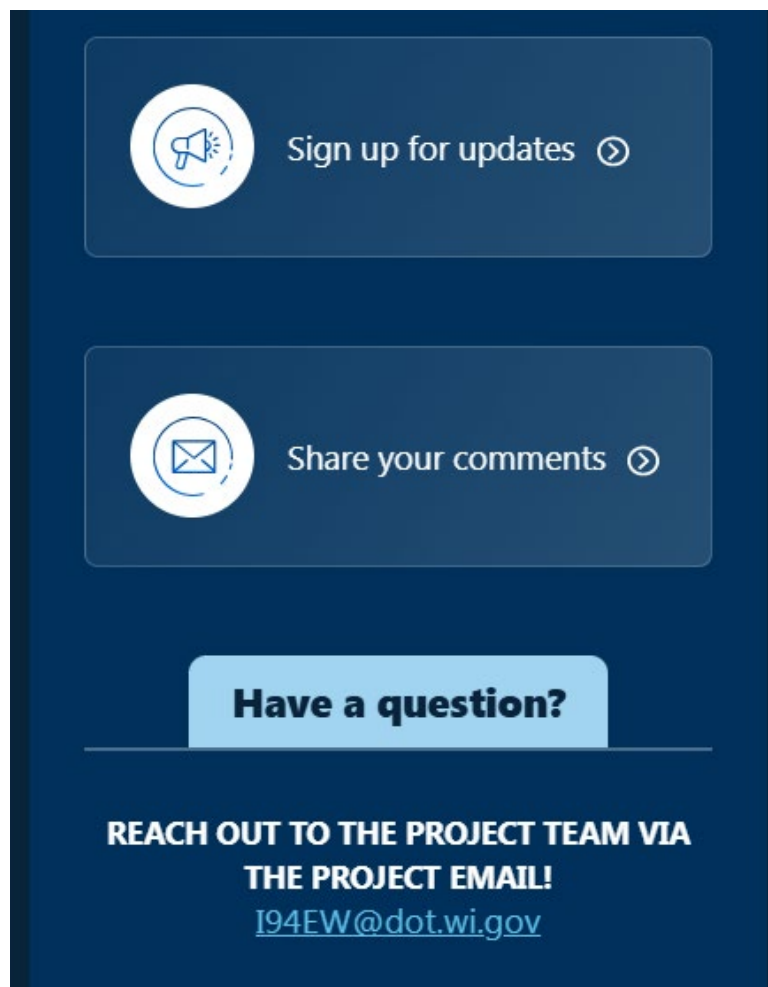 Sign up for updates
Share your comments
Have a question?
REACH OUT TO THE PROJECT TEAM VIA
THE PROJECT EMAIL!
I94EW@dot.wi.gov